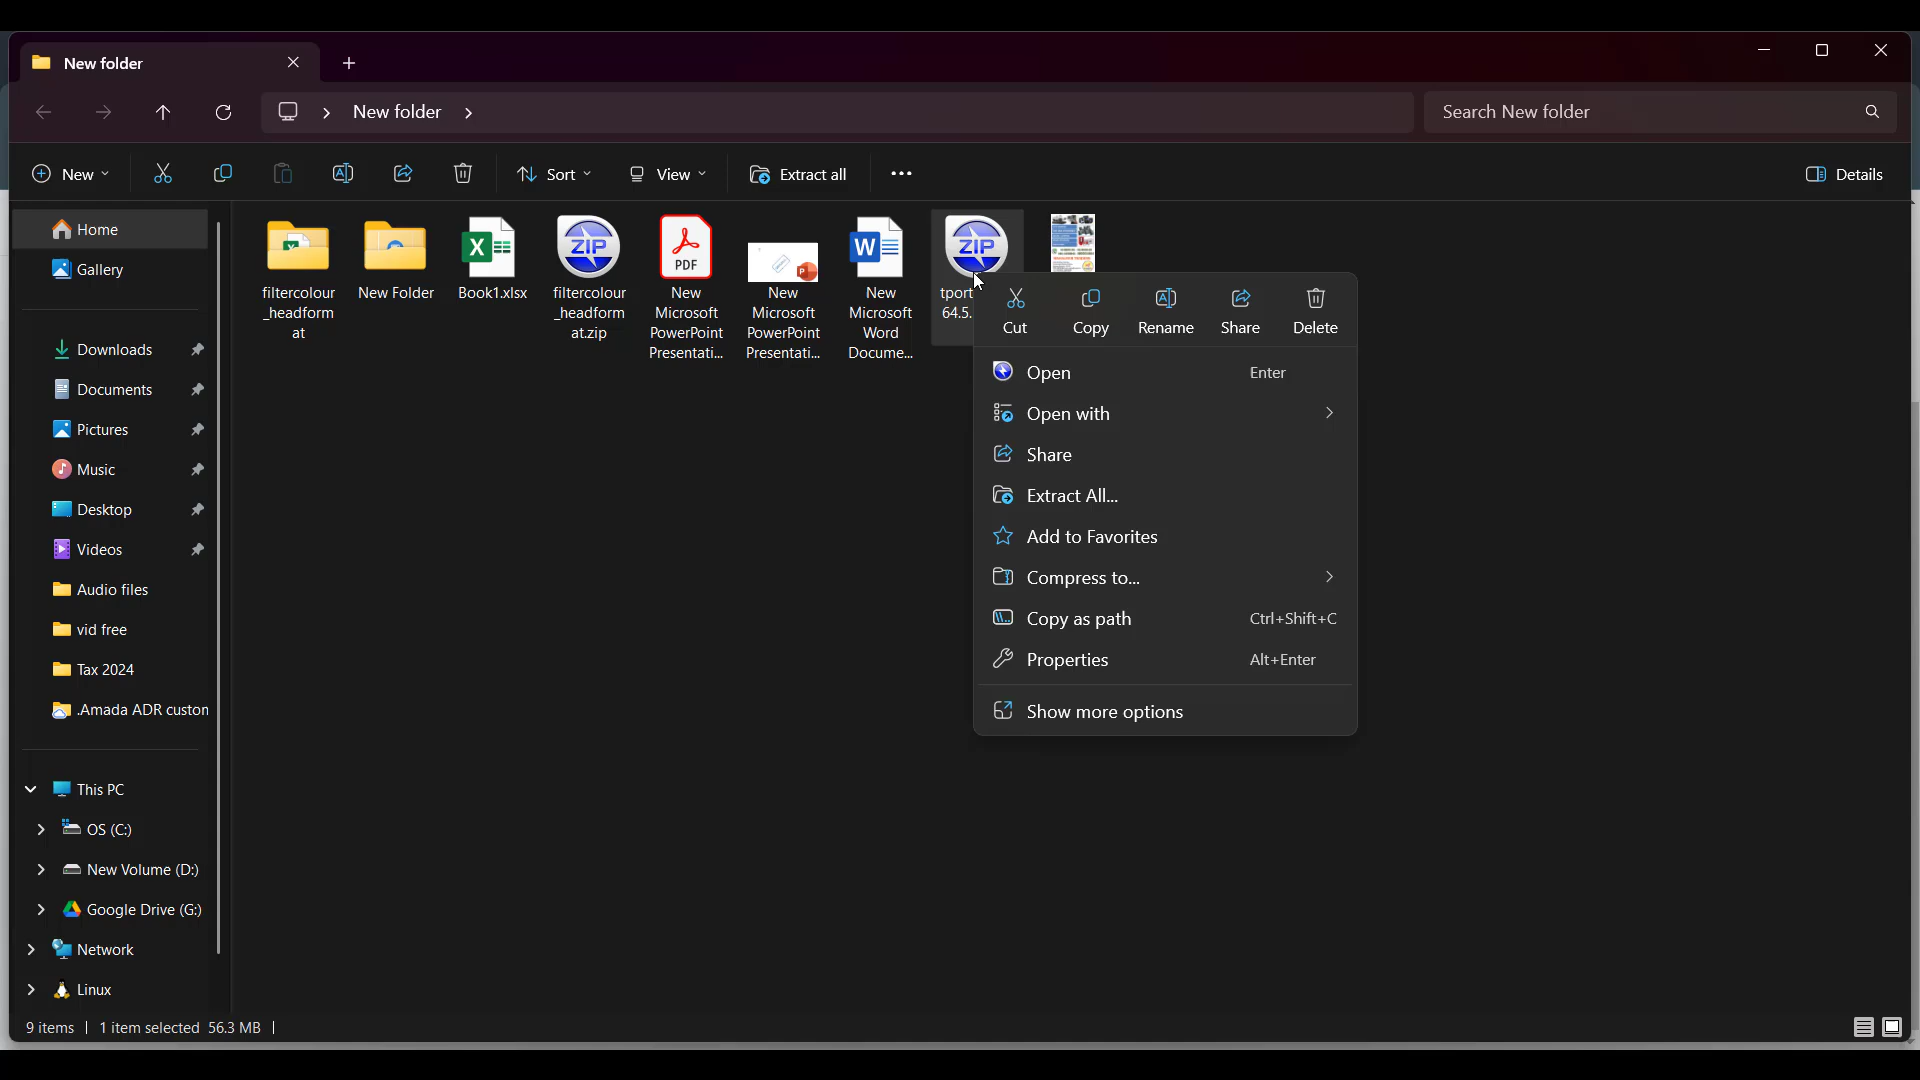 New folder
New folder
Search New folder
New
Sort
View
Extract all
Details
Home
Gallery
Downloads
Documents
Pictures
Music
Desktop
Videos
Audio files
vid free
Tax 2024
.Amada ADR custon
This PC
OS (C:)
New Volume (D:)
Google Drive (G:)
Network
Linux
filtercolour
_headform
at
New Folder
X
Book1.xlsx
ZIP
filtercolour
_headform
at.zip
PDF
New
Microsoft
PowerPoint
Presentati...
P
New
Microsoft
PowerPoint
Presentati...
W
New
Microsoft
Word
Docume...
ZIP
tport
64.5.
Cut
Copy
Rename
Share
Delete
Open Enter
Open with
Share
Extract All...
Add to Favorites
Compress to...
Copy as path Ctrl+Shift+C
Properties Alt+Enter
Show more options
9 items 1 item selected 56.3 MB